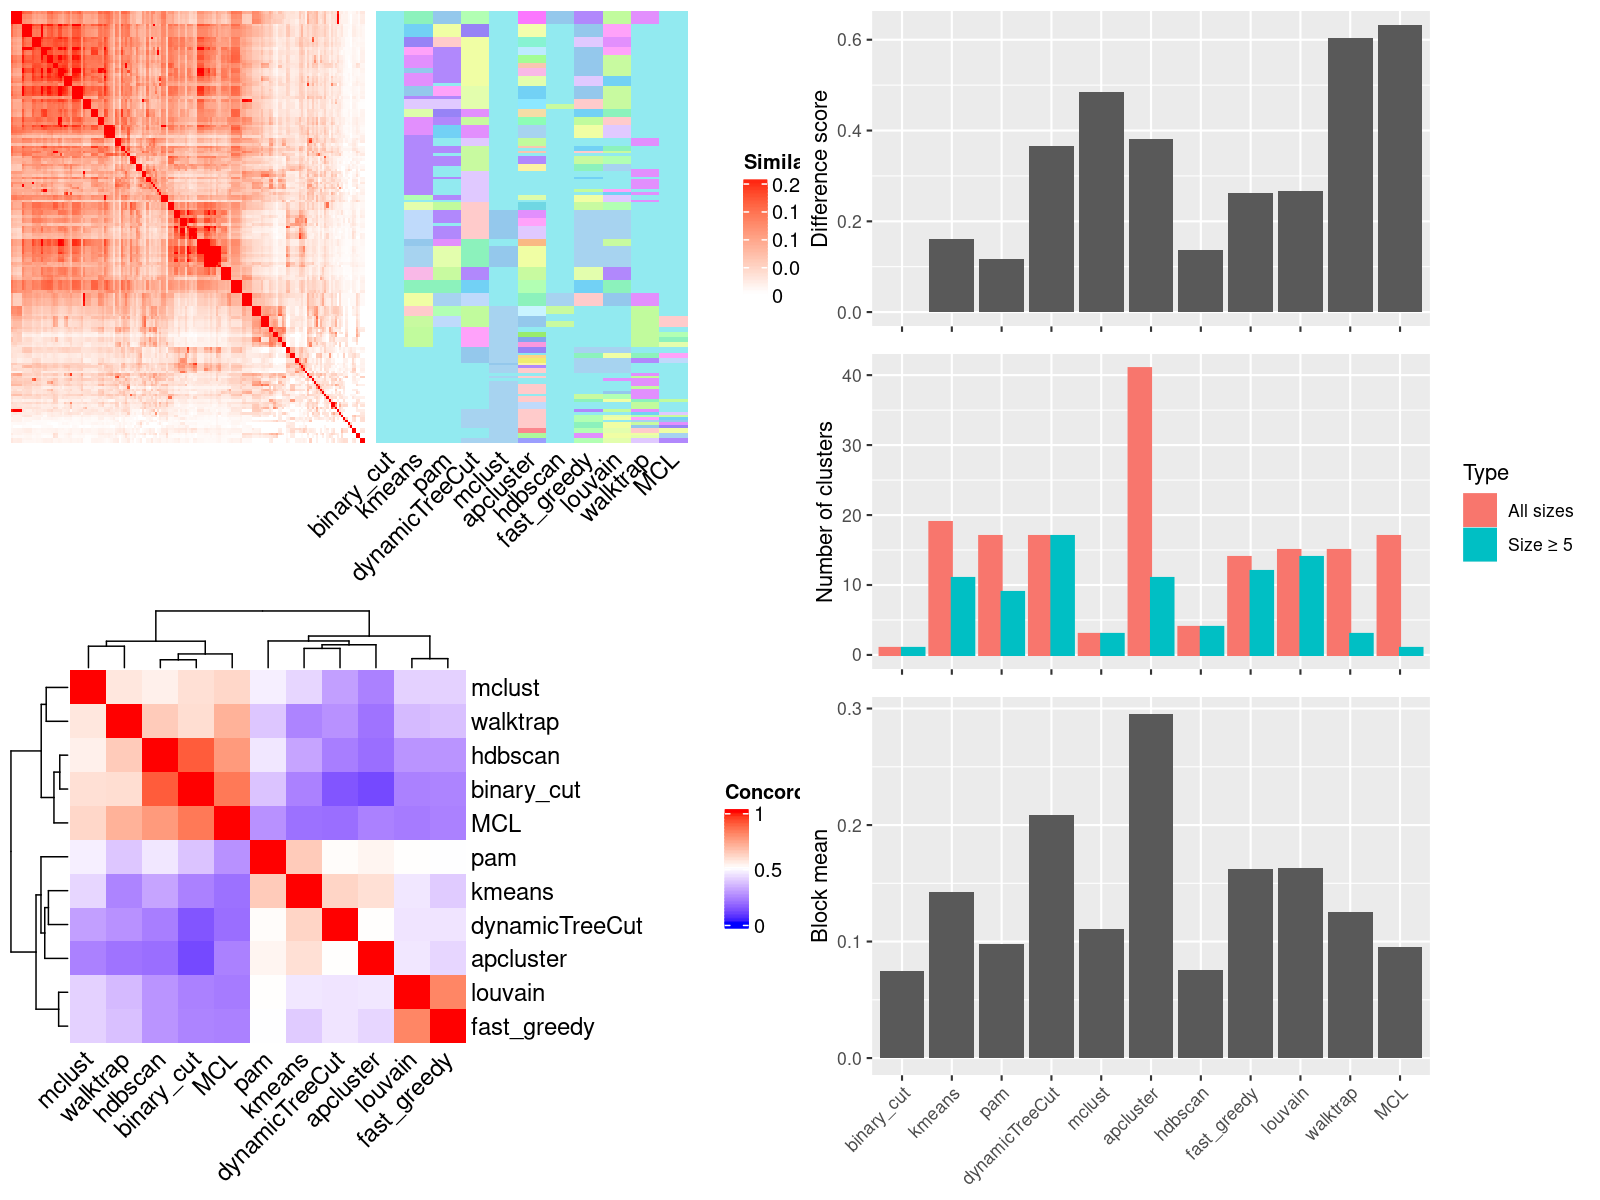 Simila
0.2
0.1
0.1
0.0
0
binary_cut
kmeans
pam
dynamicTreeCut
mclust
apcluster
hdbscan
fast_greedy
louvain
walktrap
MCL
mclust
walktrap
hdbscan
binary_cut
MCL
pam
kmeans
dynamicTreeCut
apcluster
louvain
fast_greedy
mclust
walktrap
hdbscan
binary_cut
MCL
pam
kmeans
dynamicTreeCut
apcluster
louvain
fast_greedy
Concord
1
0.5
0
Difference score
0.6
0.4
0.2
0.0
Number of clusters
40
30
20
10
0
Type
All sizes
Size ≥ 5
Block mean
0.3
0.2
0.1
0.0
binary_cut
kmeans
pam
dynamicTreeCut
mclust
apcluster
hdbscan
fast_greedy
louvain
walktrap
MCL